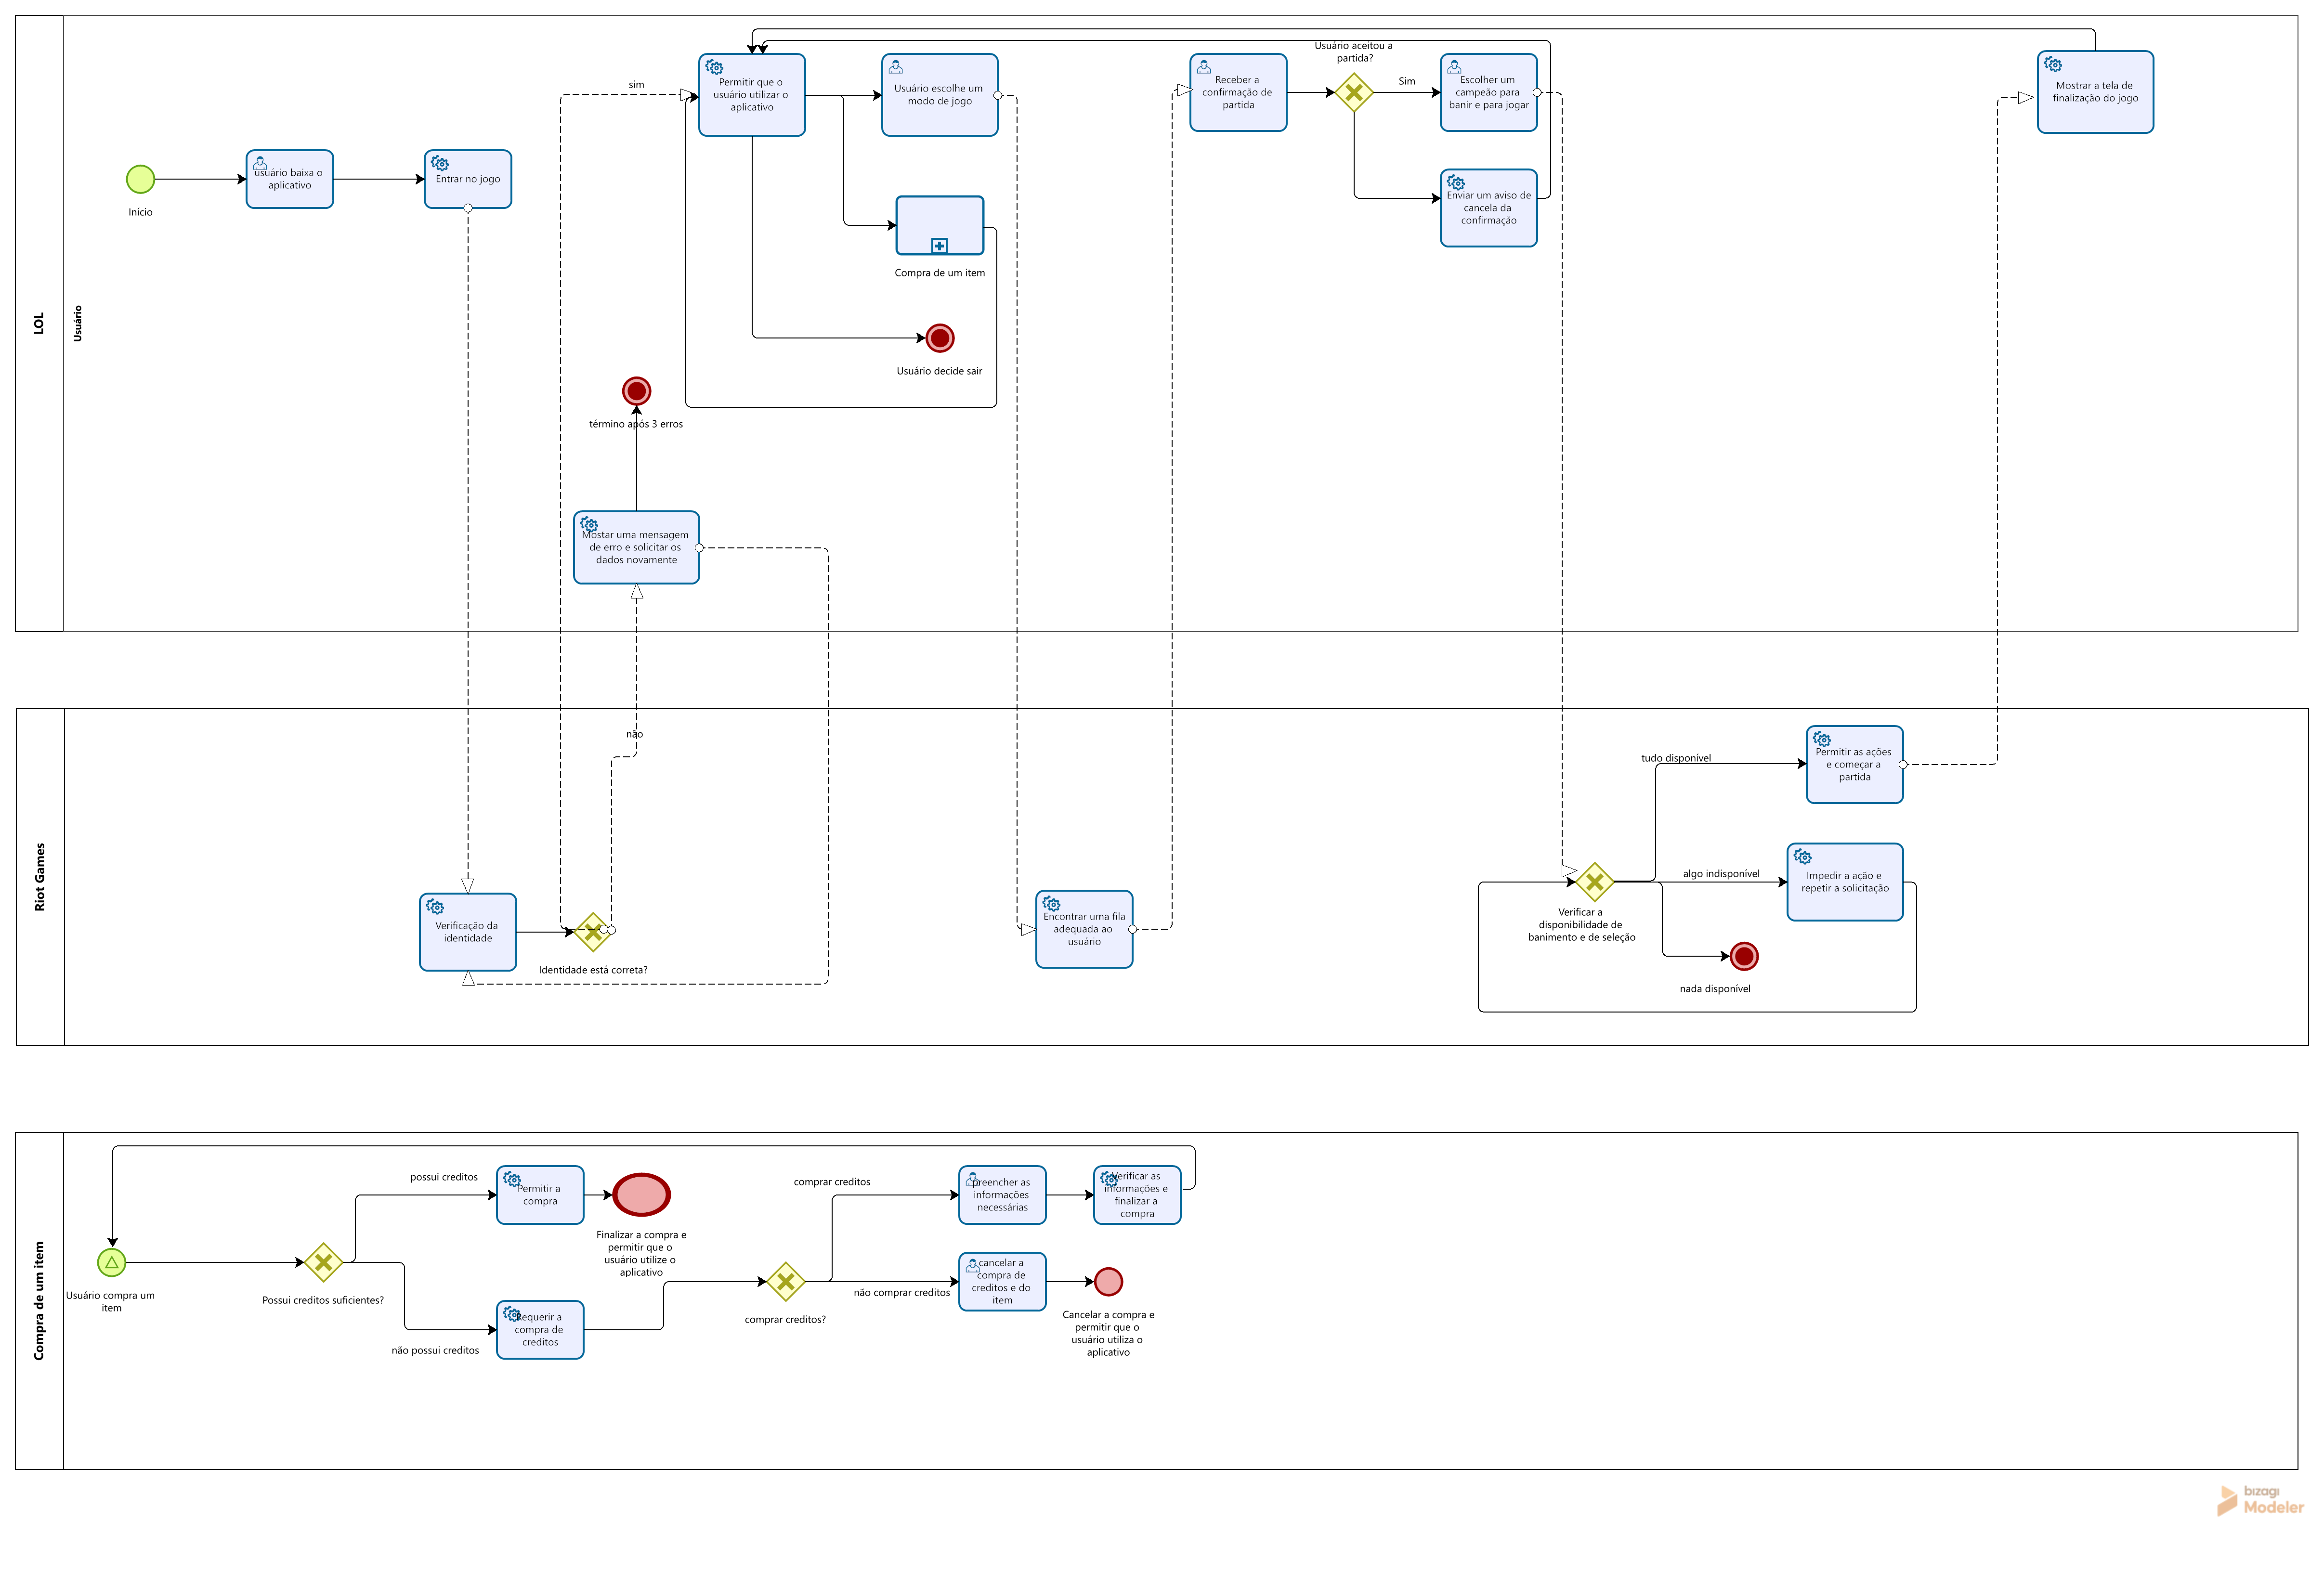 LOL
Usuário
Início
usuário baixa o
aplicativo
Entrar no jogo
sim
Permitir que o
usuário utilizar o
aplicativo
Usuário escolhe um
modo de jogo
Compra de um item
Usuário decide sair
término após 3 erros
Mostar uma mensagem
de erro e solicitar os
dados novamente
Receber a
confirmação de
partida
Usuário aceitou a
partida?
Sim
Escolher um
campeão para
banir e para jogar
Enviar um aviso de
cancela da
confirmação
Mostrar a tela de
finalização do jogo
Riot Games
não
Verificação da
identidade
Identidade está correta?
Encontrar uma fila
adequada ao
usuário
Verificar a
disponibilidade de
banimento e de seleção
tudo disponível
Permitir as ações
e começar a
partida
algo indisponível
Impedir a ação e
repetir a solicitação
nada disponível
Compra de um item
Usuário compra um
item
Possui creditos suficientes?
possui creditos
Permitir a
compra
Finalizar a compra e
permitir que o
usuário utilize o
aplicativo
não possui creditos
Requerir a
compra de
creditos
comprar creditos?
comprar creditos
preencher as
informações
necessárias
Verificar as
informações e
finalizar a
compra
não comprar creditos
cancelar a
compra de
creditos e do
item
Cancelar a compra e
permitir que o
usuário utiliza o
aplicativo
bizagi
Modeler